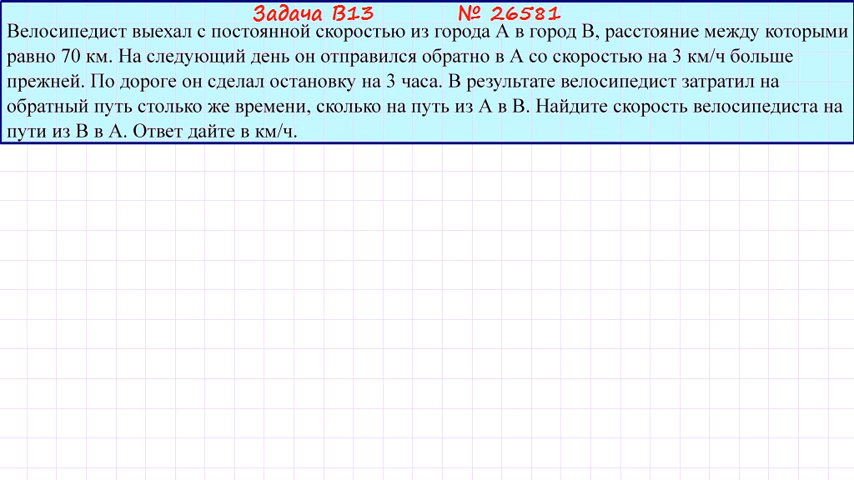 Задача В13 № 26581
Велосипедист выехал с постоянной скоростью из города А в город В, расстояние между которыми
равно 70 км. На следующий день он отправился обратно в А со скоростью на 3 км/ч больше
прежней. По дороге он сделал остановку на 3 часа. В результате велосипедист затратил на
обратный путь столько же времени, сколько на путь из А в В. Найдите скорость велосипедиста на
пути из В в А. Ответ дайте в км/ч.